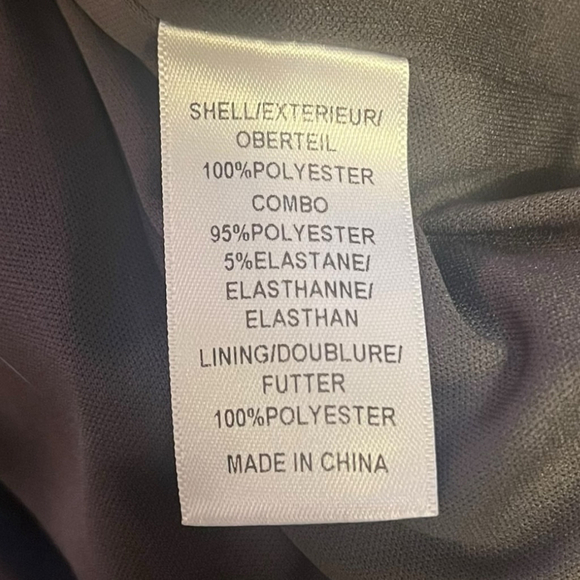 SHELL/EXTERIEUR/
OBERTEIL
100%POLYESTER
COMBO
95%POLYESTER
5%ELASTANE/
ELASTHANNE/
ELASTHAN
LINING/DOUBLURE/
FUTTER
100%POLYESTER
MADE IN CHINA